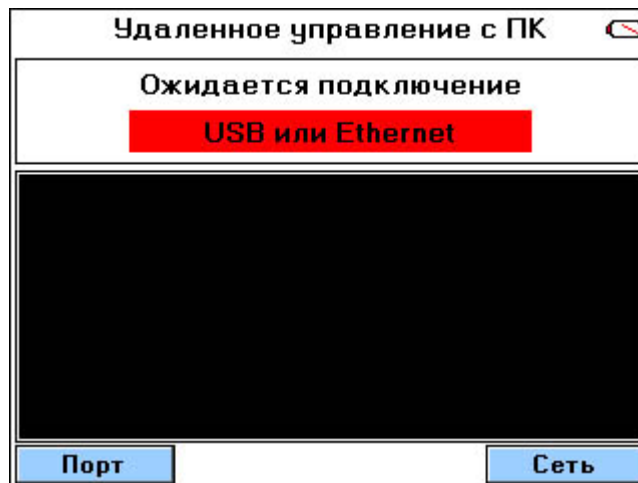 Удаленное управление с ПК
Ожидается подключение
USB или Ethernet
Порт
Сеть